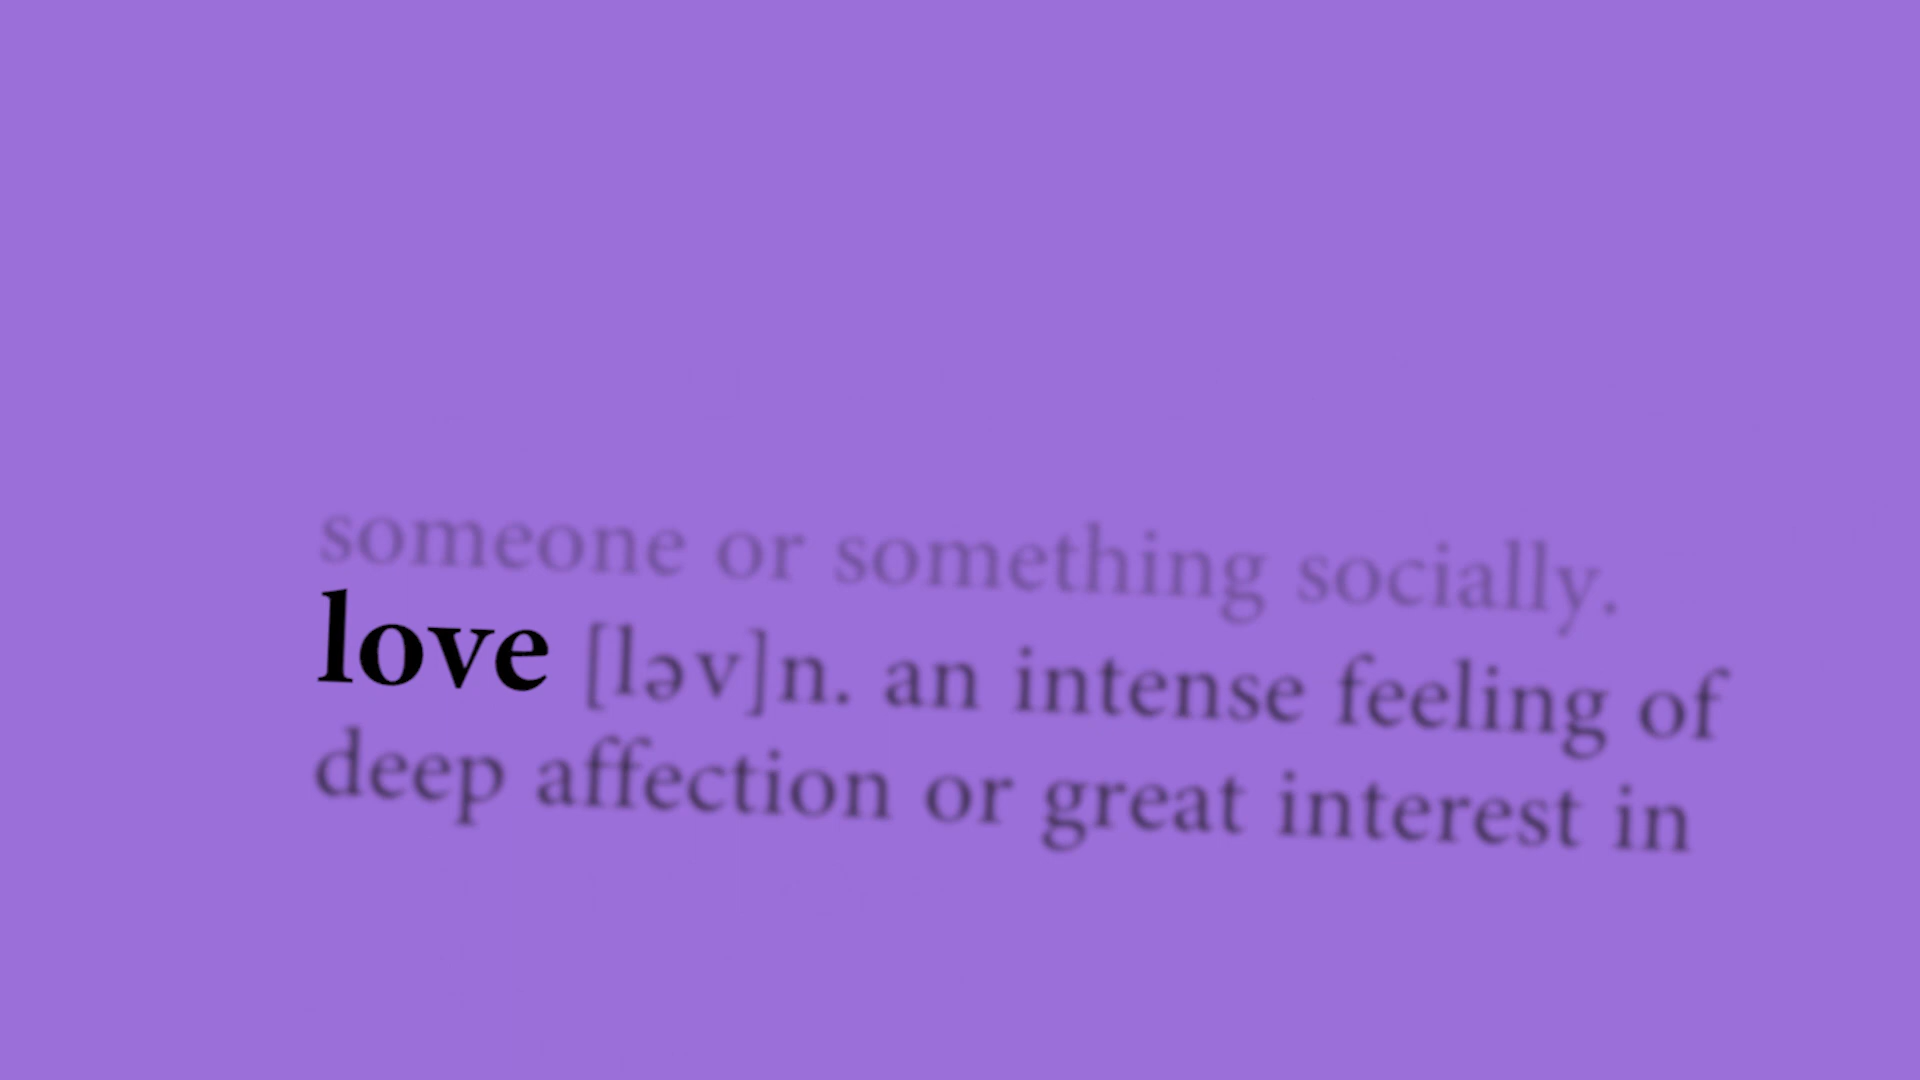 someone or something socially.
love [ləv]n. an intense feeling of
deep affection or great interest in